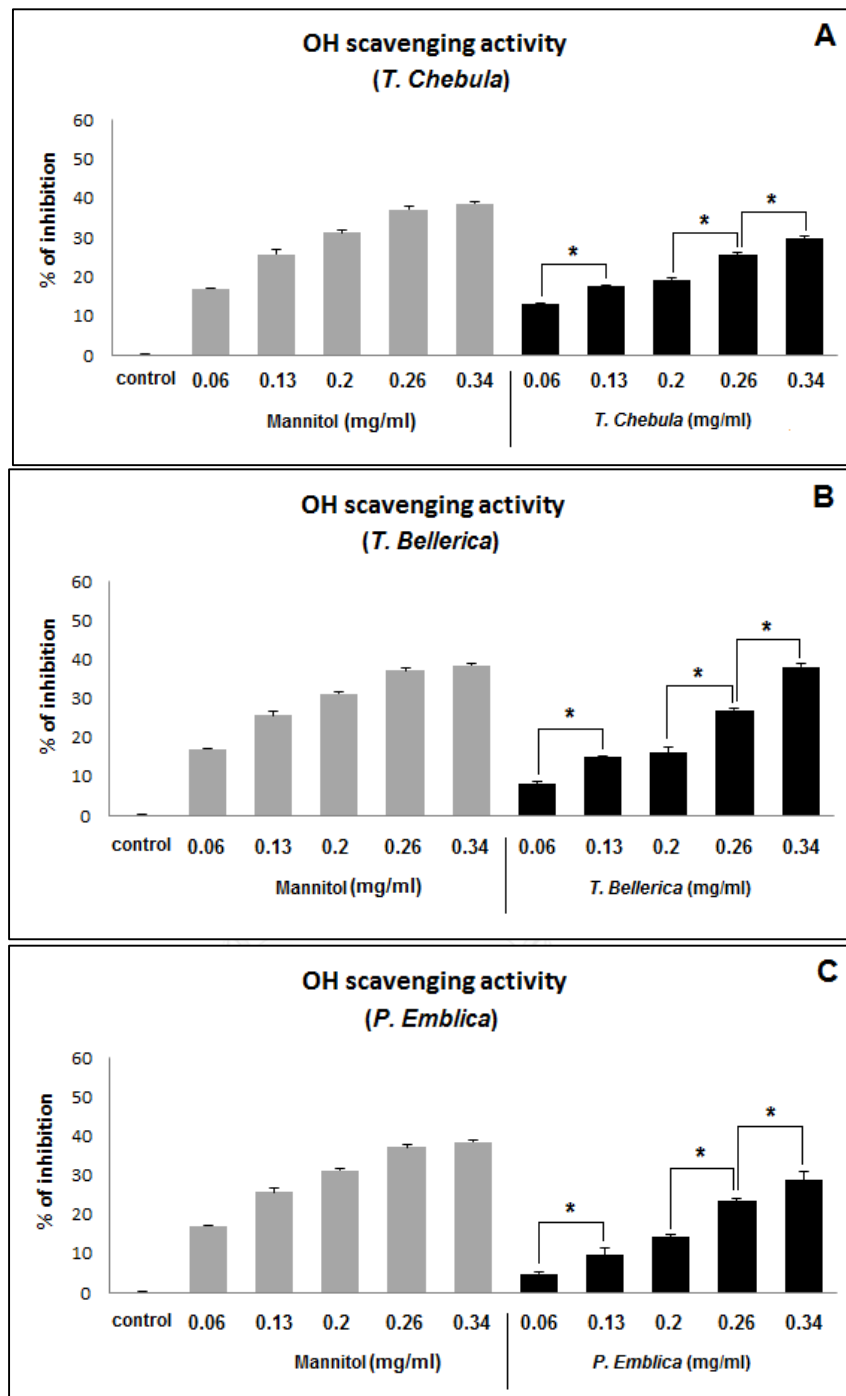 A
OH scavenging activity
(T. Chebula)
% of inhibition
60
50
40
30
20
10
0
* * *
control 0.06 0.13 0.2 0.26 0.34 0.06 0.13 0.2 0.26 0.34
Mannitol (mg/ml) T. Chebula (mg/ml)
B
OH scavenging activity
(T. Bellerica)
% of inhibition
60
50
40
30
20
10
0
* * *
control 0.06 0.13 0.2 0.26 0.34 0.06 0.13 0.2 0.26 0.34
Mannitol (mg/ml) T. Bellerica (mg/ml)
C
OH scavenging activity
(P. Emblica)
% of inhibition
60
50
40
30
20
10
0
* * *
control 0.06 0.13 0.2 0.26 0.34 0.06 0.13 0.2 0.26 0.34
Mannitol (mg/ml) P. Emblica (mg/ml)